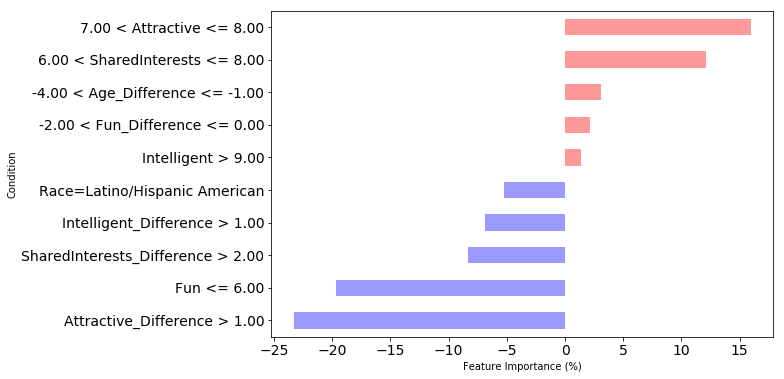 7.00 < Attractive <= 8.00
6.00 < SharedInterests <= 8.00
-4.00 < Age_Difference <= -1.00
-2.00 < Fun_Difference <= 0.00
Intelligent > 9.00
Race=Latino/Hispanic American
Intelligent_Difference > 1.00
SharedInterests_Difference > 2.00
Fun <= 6.00
Attractive_Difference > 1.00
Condition
−25 −20 −15 −10 −5 0 5 10 15
Feature Importance (%)